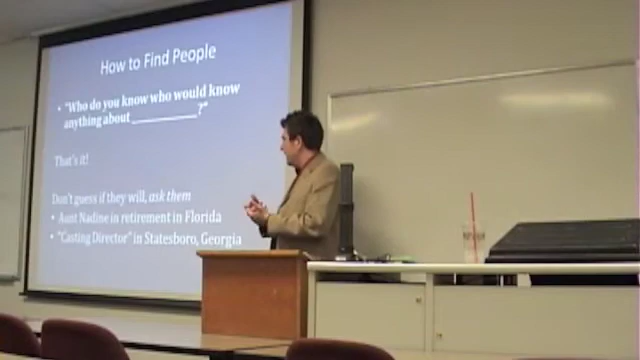 How to Find People
• "Who do you know who would know
anything about ____________?"
That's it!
Don't guess if they will, ask them
• Aunt Nadine in retirement in Florida
• "Casting Director" in Statesboro, Georgia